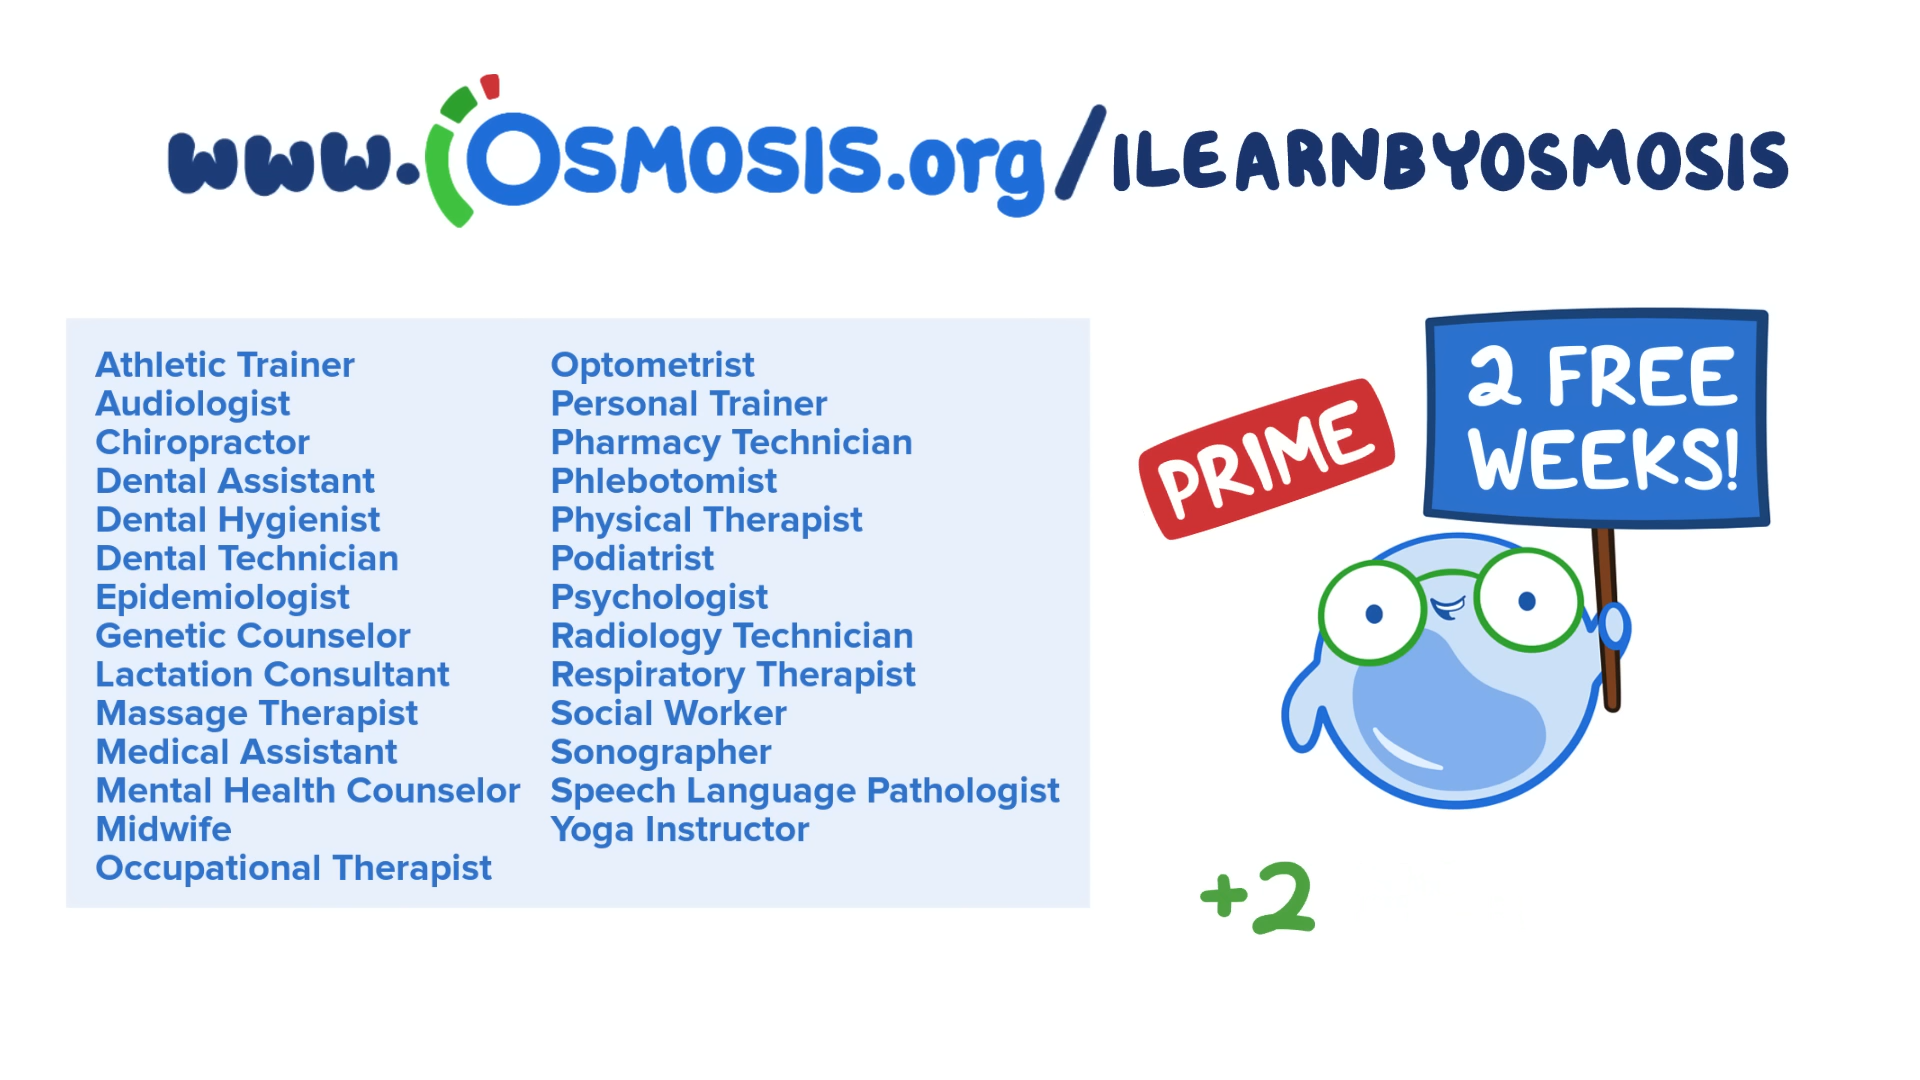 www.Osmosis.org/ILEARNBYOSMOSIS
Athletic Trainer
Audiologist
Chiropractor
Dental Assistant
Dental Hygienist
Dental Technician
Epidemiologist
Genetic Counselor
Lactation Consultant
Massage Therapist
Medical Assistant
Mental Health Counselor
Midwife
Occupational Therapist
Optometrist
Personal Trainer
Pharmacy Technician
Phlebotomist
Physical Therapist
Podiatrist
Psychologist
Radiology Technician
Respiratory Therapist
Social Worker
Sonographer
Speech Language Pathologist
Yoga Instructor
PRIME
2 FREE
WEEKS!
+2